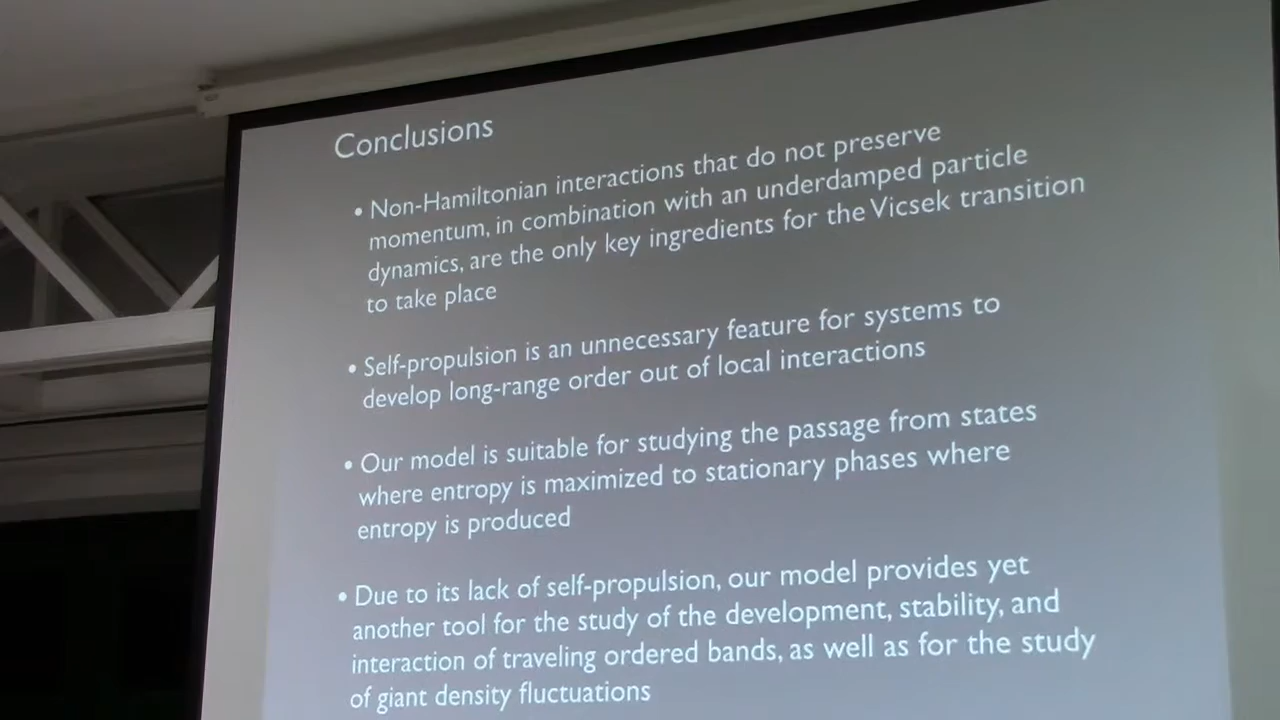 Conclusions
• Non-Hamiltonian interactions that do not preserve
momentum, in combination with an underdamped particle
dynamics, are the only key ingredients for the Vicsek transition
to take place
• Self-propulsion is an unnecessary feature for systems to
develop long-range order out of local interactions
• Our model is suitable for studying the passage from states
where entropy is maximized to stationary phases where
entropy is produced
• Due to its lack of self-propulsion, our model provides yet
another tool for the study of the development, stability, and
interaction of traveling ordered bands, as well as for the study
of giant density fluctuations